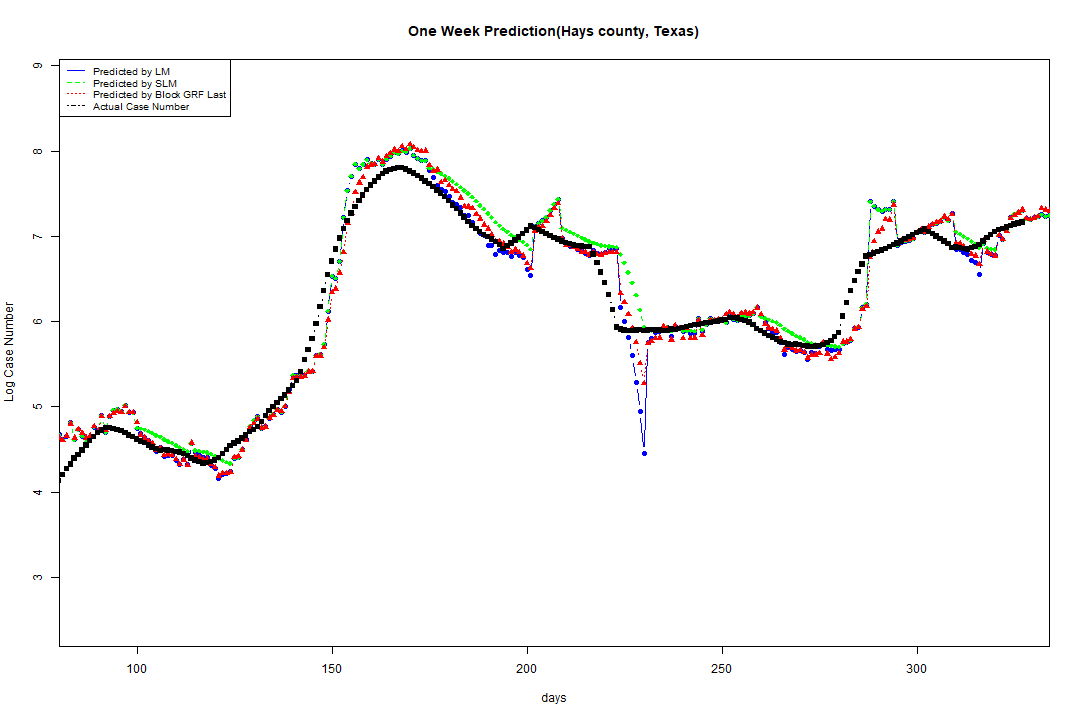 One Week Prediction(Hays county, Texas)
Predicted by LM
Predicted by SLM
Predicted by Block GRF Last
Actual Case Number
9
8
7
6
5
4
3
Log Case Number
100 150 200 250 300
days